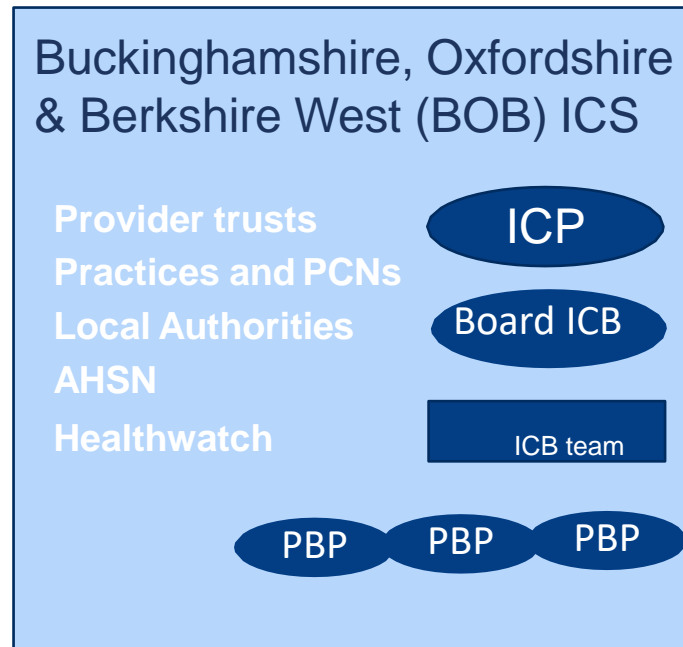 Buckinghamshire, Oxfordshire
& Berkshire West (BOB) ICS
Provider trusts
Practices and PCNs
Local Authorities
AHSN
Healthwatch
ICP
Board ICB
ICB team
PBP
PBP
PBP